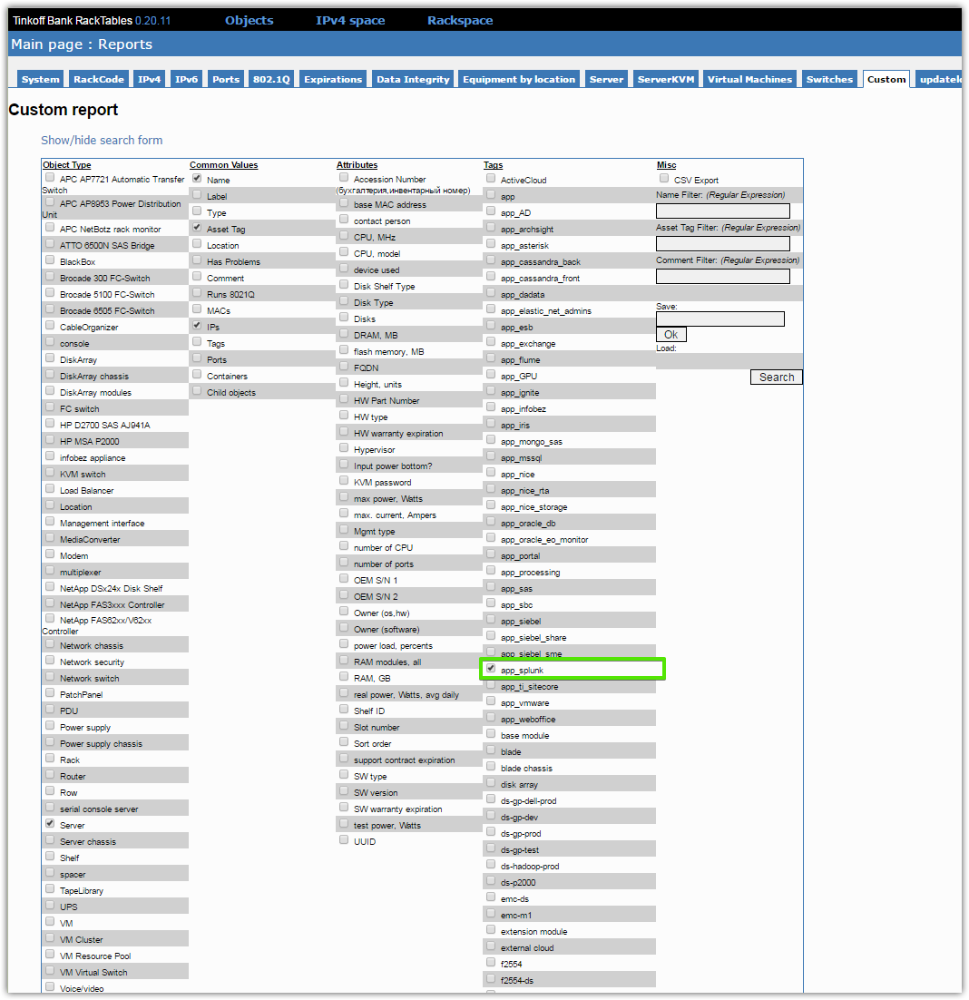 Tinkoff Bank RackTables 0.20.11 Objects IPv4 space Rackspace
Main page : Reports
System RackCode IPv4 IPv6 Ports 802.1Q Expirations Data Integrity Equipment by location Server ServerKVM Virtual Machines Switches Custom
Custom report
Show/hide search form
Object Type
APC AP7721 Automatic Transfer
Switch
APC AP8953 Power Distribution
Unit
APC NetBotz rack monitor
ATTO 6500N SAS Bridge
BlackBox
Brocade 300 FC-Switch
Brocade 5100 FC-Switch
Brocade 6505 FC-Switch
CableOrganizer
console
DiskArray
DiskArray chassis
DiskArray modules
FC switch
HP D2700 SAS AJ941A
HP MSA P2000
infobez appliance
KVM switch
Load Balancer
Location
Management interface
MediaConverter
Modem
multiplexer
NetApp DSx24x Disk Shelf
NetApp FAS3xxx Controller
NetApp FAS62xx/V62xx
Controller
Network chassis
Network security
Network switch
PatchPanel
PDU
Power supply
Power supply chassis
Rack
Router
Row
serial console server
Server
Server chassis
Shelf
spacer
TapeLibrary
UPS
VM
VM Cluster
VM Resource Pool
VM Virtual Switch
Voice/video
Common Values
Name
Label
Type
Asset Tag
Location
Has Problems
Comment
Runs 8021Q
MACs
IPs
Tags
Ports
Containers
Child objects
Attributes
Accession Number
(бухгалтерия,инвентарный номер)
base MAC address
contact person
CPU, MHz
CPU, model
device used
Disk Shelf Type
Disk Type
Disks
DRAM, MB
flash memory, MB
FQDN
Height, units
HW Part Number
HW type
HW warranty expiration
Hypervisor
Input power bottom?
KVM password
max power, Watts
max. current, Ampers
Mgmt type
number of CPU
number of ports
OEM S/N 1
OEM S/N 2
Owner (os,hw)
Owner (software)
power load, percents
RAM modules, all
RAM, GB
real power, Watts, avg daily
Shelf ID
Slot number
Sort order
support contract expiration
SW type
SW version
SW warranty expiration
test power, Watts
UUID
Tags
ActiveCloud
app
app_AD
app_archsight
app_asterisk
app_cassandra_back
app_cassandra_front
app_dadata
app_elastic_net_admins
app_esb
app_exchange
app_flume
app_GPU
app_ignite
app_infobez
app_iris
app_mongo_sas
app_mssql
app_nice
app_nice_rta
app_nice_storage
app_oracle_db
app_oracle_eo_monitor
app_portal
app_processing
app_sas
app_sbc
app_siebel
app_siebel_share
app_siebel_sme
app_splunk
app_ti_sitecore
app_vmware
app_weboffice
base module
blade
blade chassis
disk array
ds-gp-dell-prod
ds-gp-dev
ds-gp-prod
ds-gp-test
ds-hadoop-prod
ds-p2000
emc-ds
emc-m1
extension module
external cloud
f2554
f2554-ds
Misc
CSV Export
Name Filter: (Regular Expression)
Asset Tag Filter: (Regular Expression)
Comment Filter: (Regular Expression)
Save:
Ok
Load:
Search